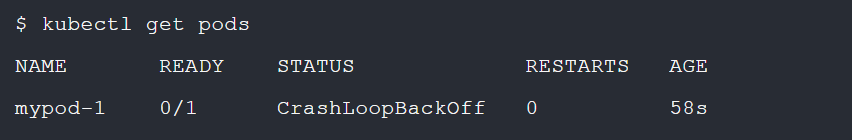 $ kubectl get pods
NAME READY STATUS RESTARTS AGE
mypod-1 0/1 CrashLoopBackOff 0 58s